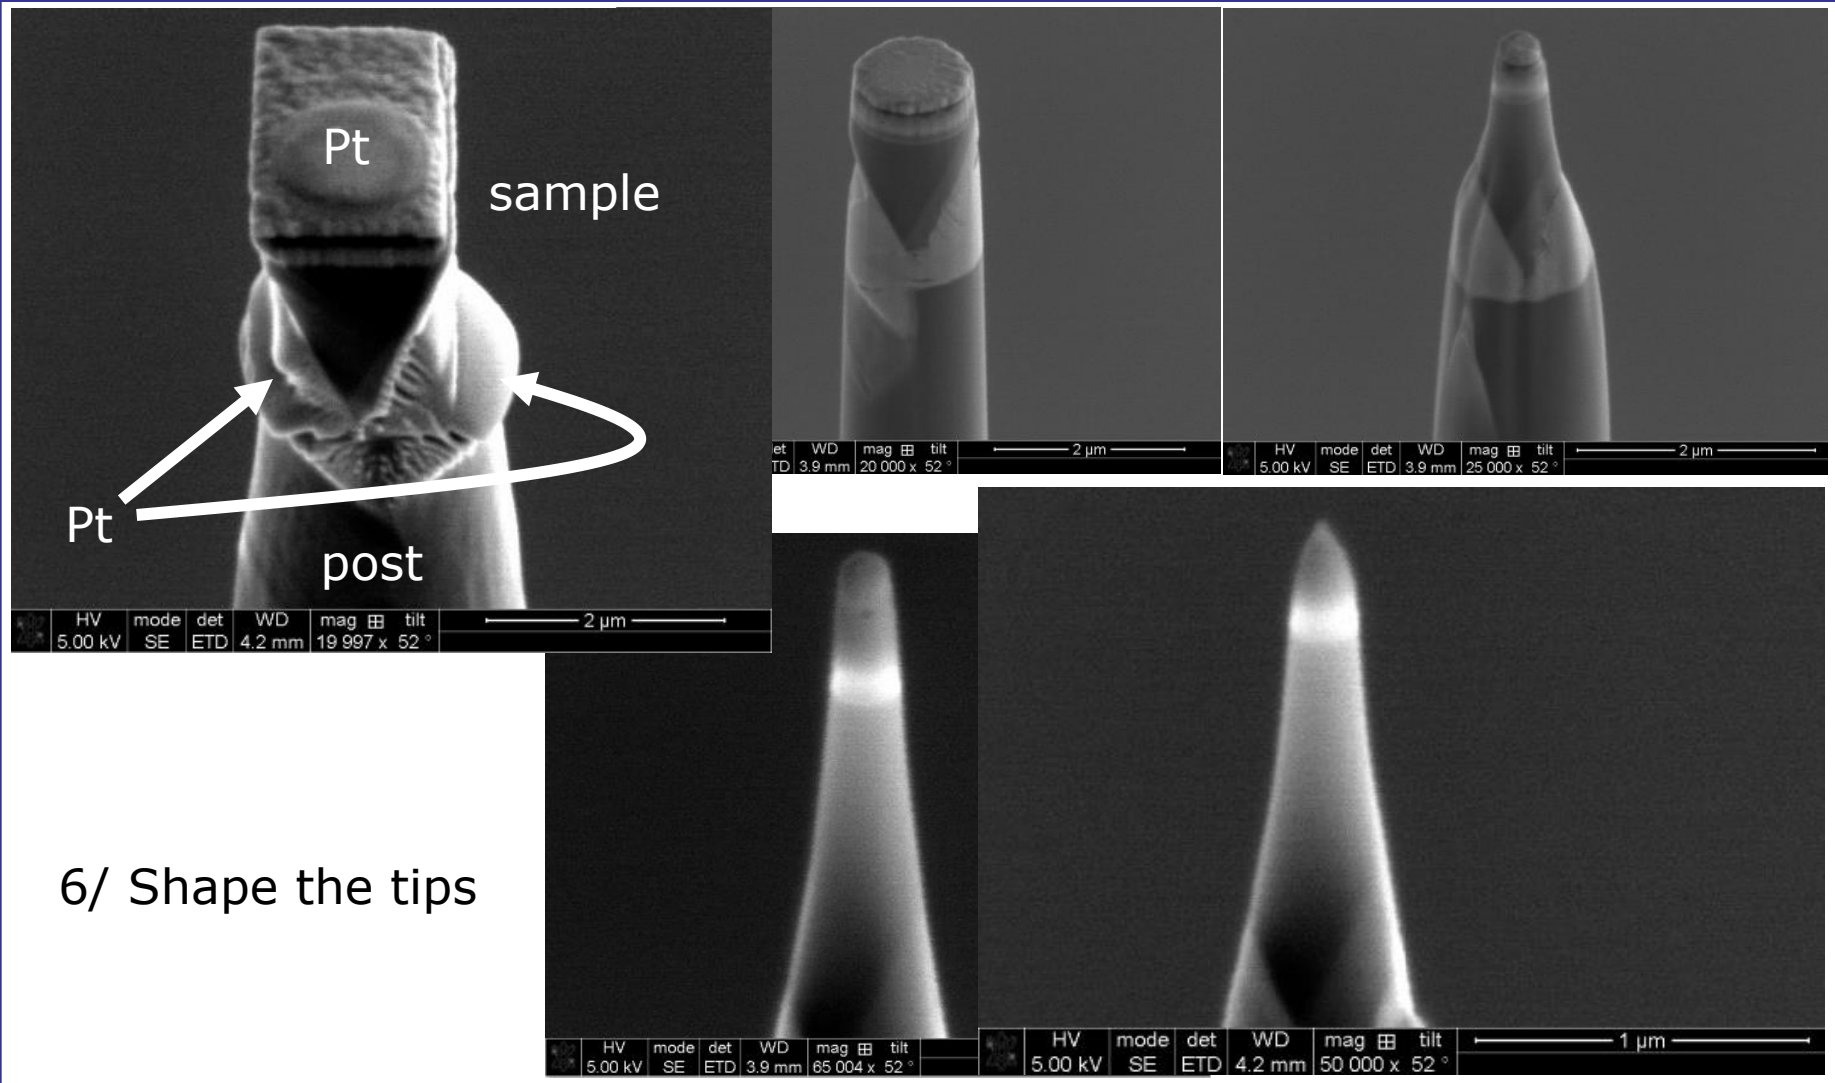 Pt
sample
Pt
post
HV mode det WD mag tilt
5.00 kV SE ETD 4.2 mm 19 997 x 52 °
2 µm
et WD mag tilt
TD 3.9 mm 20 000 x 52 °
2 µm
HV mode det WD mag tilt
5.00 kV SE ETD 3.9 mm 25 000 x 52 °
2 µm
6/ Shape the tips
HV mode det WD mag tilt
5.00 kV SE ETD 3.9 mm 65 004 x 52 °
HV mode det WD mag tilt
5.00 kV SE ETD 4.2 mm 50 000 x 52 °
1 µm